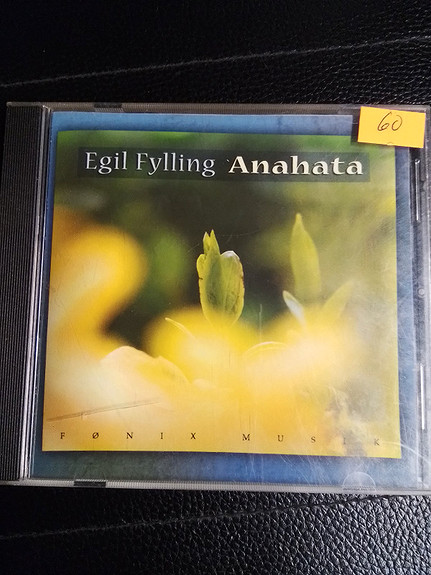 60
Egil Fylling Anahata
FØNIX MUSIK